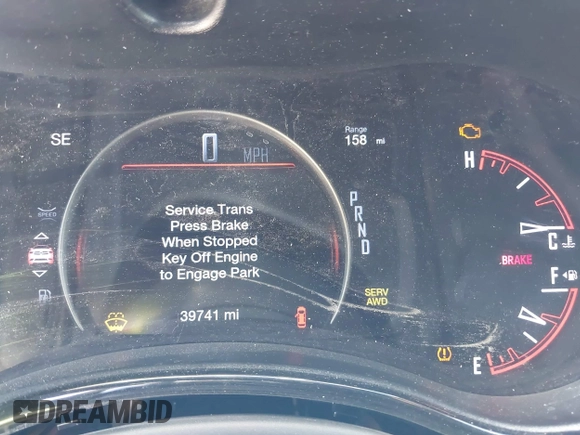 SE
0 MPH
Range
158 mi
Service Trans
Press Brake
When Stopped
Key Off Engine
to Engage Park
39741 mi
SPEED
P
R
N
D
SERV
AWD
H
C
BRAKE
F
E
DREAMBID